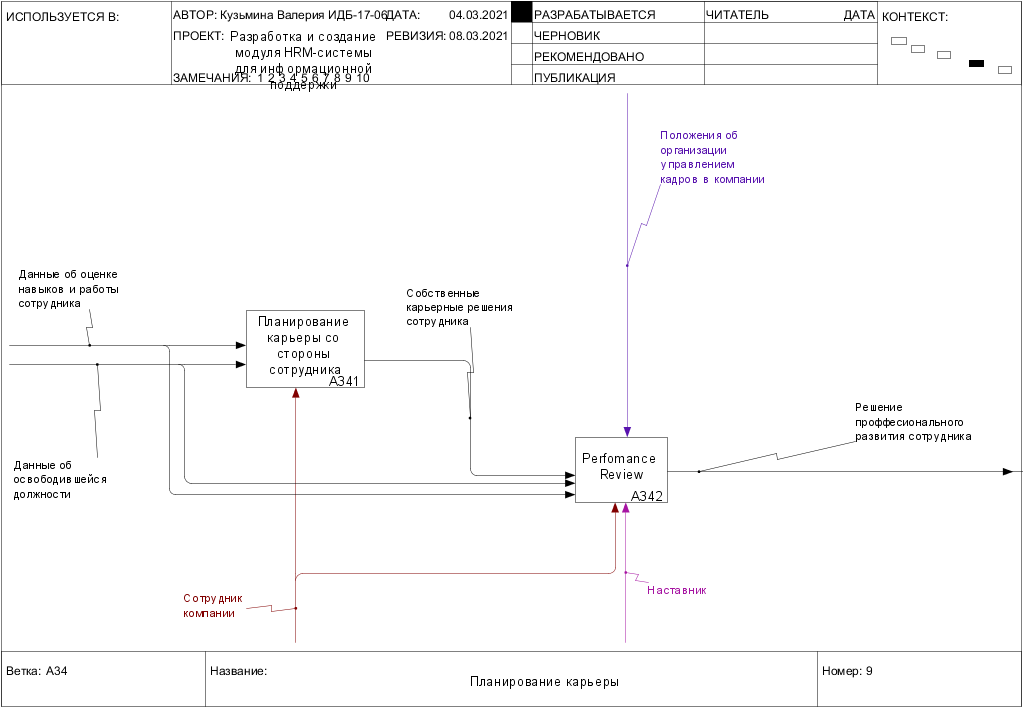 ИСПОЛЬЗУЕТСЯ В:
АВТОР: Кузьмина Валерия ИДБ-17-06
ДАТА: 04.03.2021
ПРОЕКТ: Разработка и создание
модуля HRM-системы
для информационной
поддержки
РЕВИЗИЯ: 08.03.2021
ЗАМЕЧАНИЯ: 1 2 3 4 5 6 7 8 9 10
РАЗРАБАТЫВАЕТСЯ
ЧЕРНОВИК
РЕКОМЕНДОВАНО
ПУБЛИКАЦИЯ
ЧИТАТЕЛЬ
ДАТА
КОНТЕКСТ:
Положения об
организации
управлением
кадров в компании
Данные об оценке
навыков и работы
сотрудника
Собственные
карьерные решения
сотрудника
Планирование
карьеры со
стороны
сотрудника
A341
Решение
проффесионального
развития сотрудника
Данные об
освободившейся
должности
Perfomance
Review
A342
Сотрудник
компании
Наставник
Ветка: A34
Название:
Планирование карьеры
Номер: 9